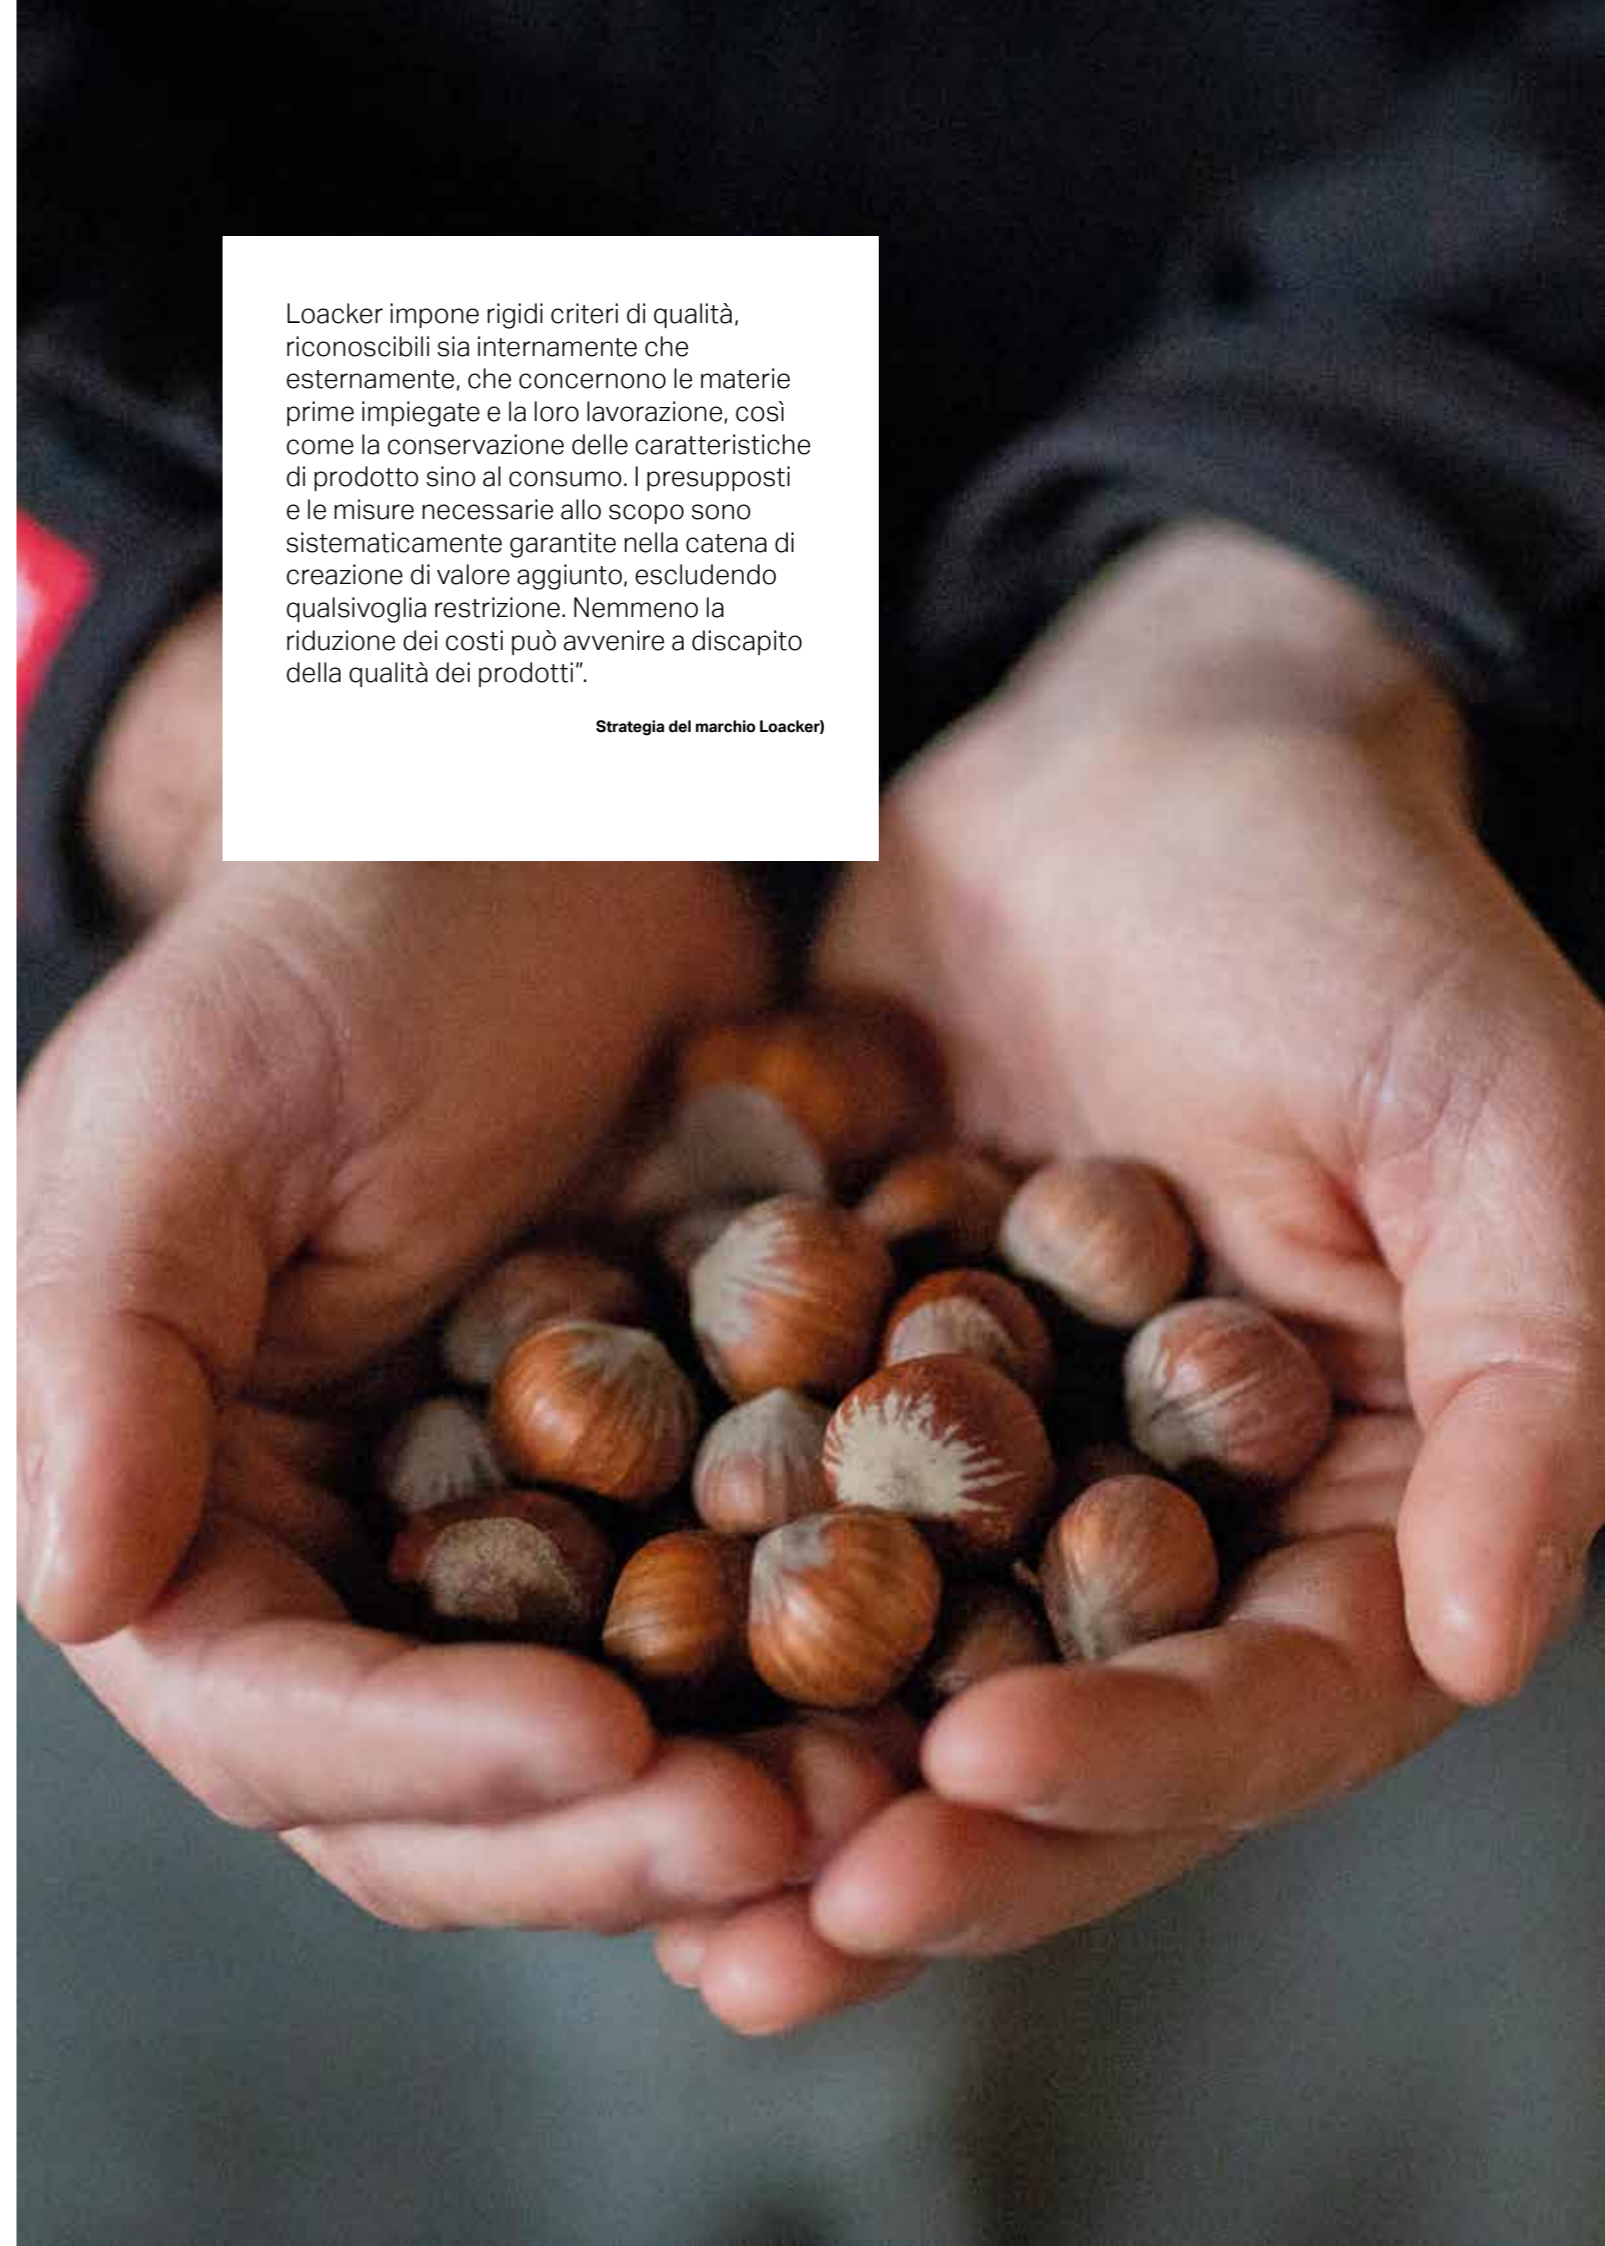 Loacker impone rigidi criteri di qualità,
riconoscibili sia internamente che
esternamente, che concernono le materie
prime impiegate e la loro lavorazione, così
come la conservazione delle caratteristiche
di prodotto sino al consumo. I presupposti
e le misure necessarie allo scopo sono
sistematicamente garantite nella catena di
creazione di valore aggiunto, escludendo
qualsivoglia restrizione. Nemmeno la
riduzione dei costi può avvenire a discapito
della qualità dei prodotti”.
Strategia del marchio Loacker)